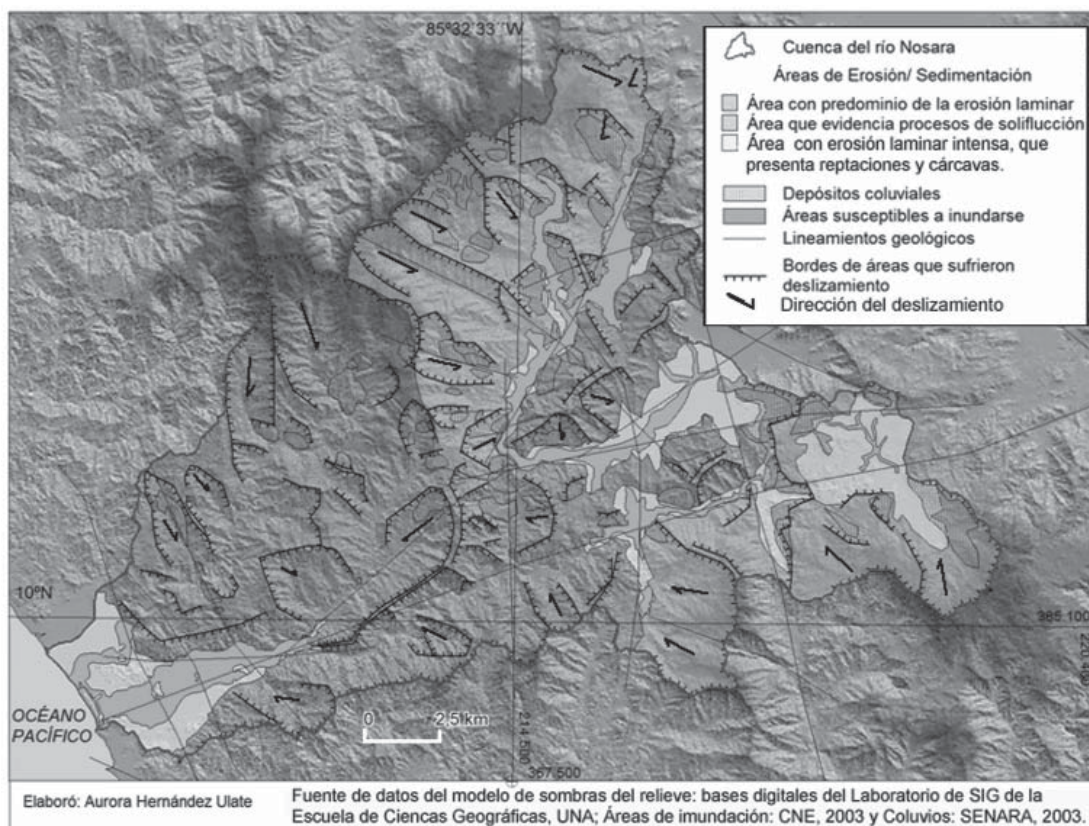 85º32'33''W
Cuenca del río Nosara
Áreas de Erosión/ Sedimentación
Área con predominio de la erosión laminar
Área que evidencia procesos de soliflucción
Área con erosión laminar intensa, que
presenta reptaciones y cárcavas.
Depósitos coluviales
Áreas susceptibles a inundarse
Lineamientos geológicos
Bordes de áreas que sufrieron
deslizamiento
Dirección del deslizamiento
10ºN
385.100
OCÉANO
PACÍFICO
0 2,5 km
214.500
367.500
Elaboró: Aurora Hernández Ulate
Fuente de datos del modelo de sombras del relieve: bases digitales del Laboratorio de SIG de la
Escuela de Ciencias Geográficas, UNA; Áreas de imundación: CNE, 2003 y Coluvios: SENARA, 2003.